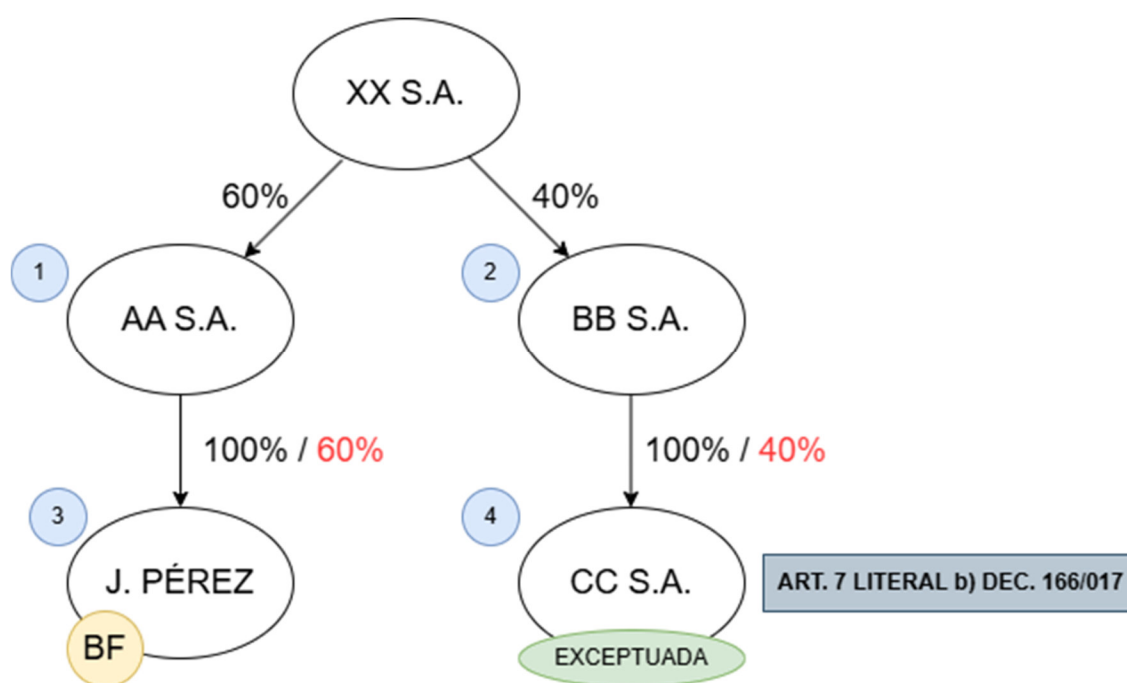 XX S.A.
60%
40%
1
2
AA S.A.
BB S.A.
100% / 60%
100% / 40%
3
4
J. PÉREZ
CC S.A.
ART. 7 LITERAL b) DEC. 166/017
BF
EXCEPTUADA